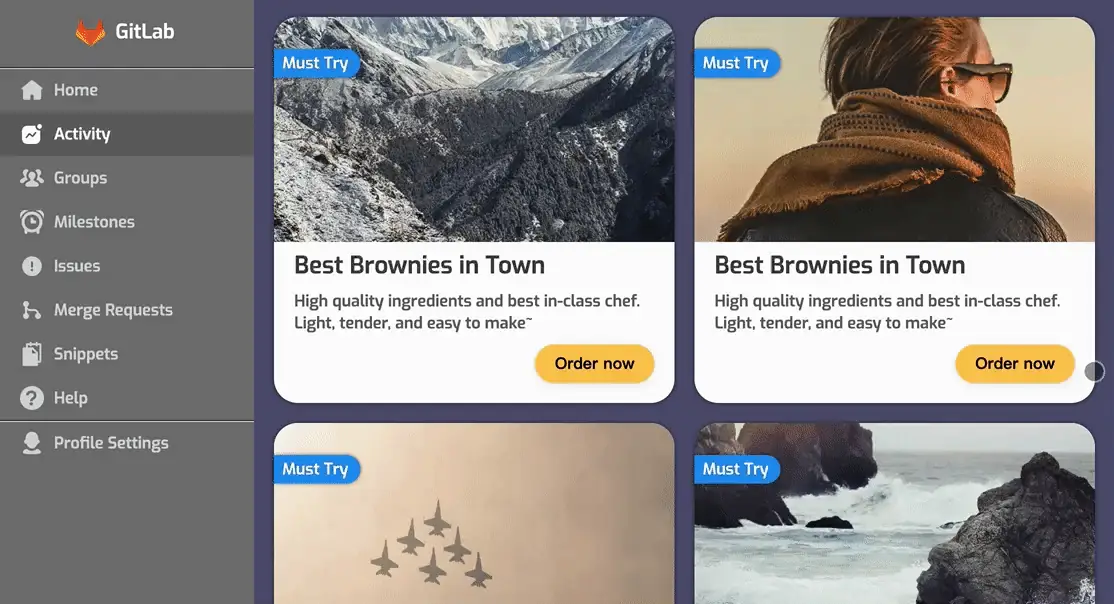 GitLab
Home
Activity
Groups
Milestones
Issues
Merge Requests
Snippets
Help
Profile Settings
Must Try
Best Brownies in Town
High quality ingredients and best in-class chef.
Light, tender, and easy to make~
Order now
Must Try
Best Brownies in Town
High quality ingredients and best in-class chef.
Light, tender, and easy to make~
Order now
Must Try
Must Try